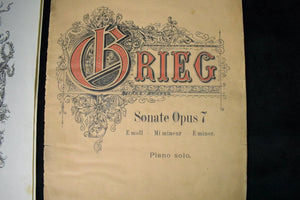 GRIEG
Sonate Opus 7
E moll - Mi mineur - E minor.
Piano solo.